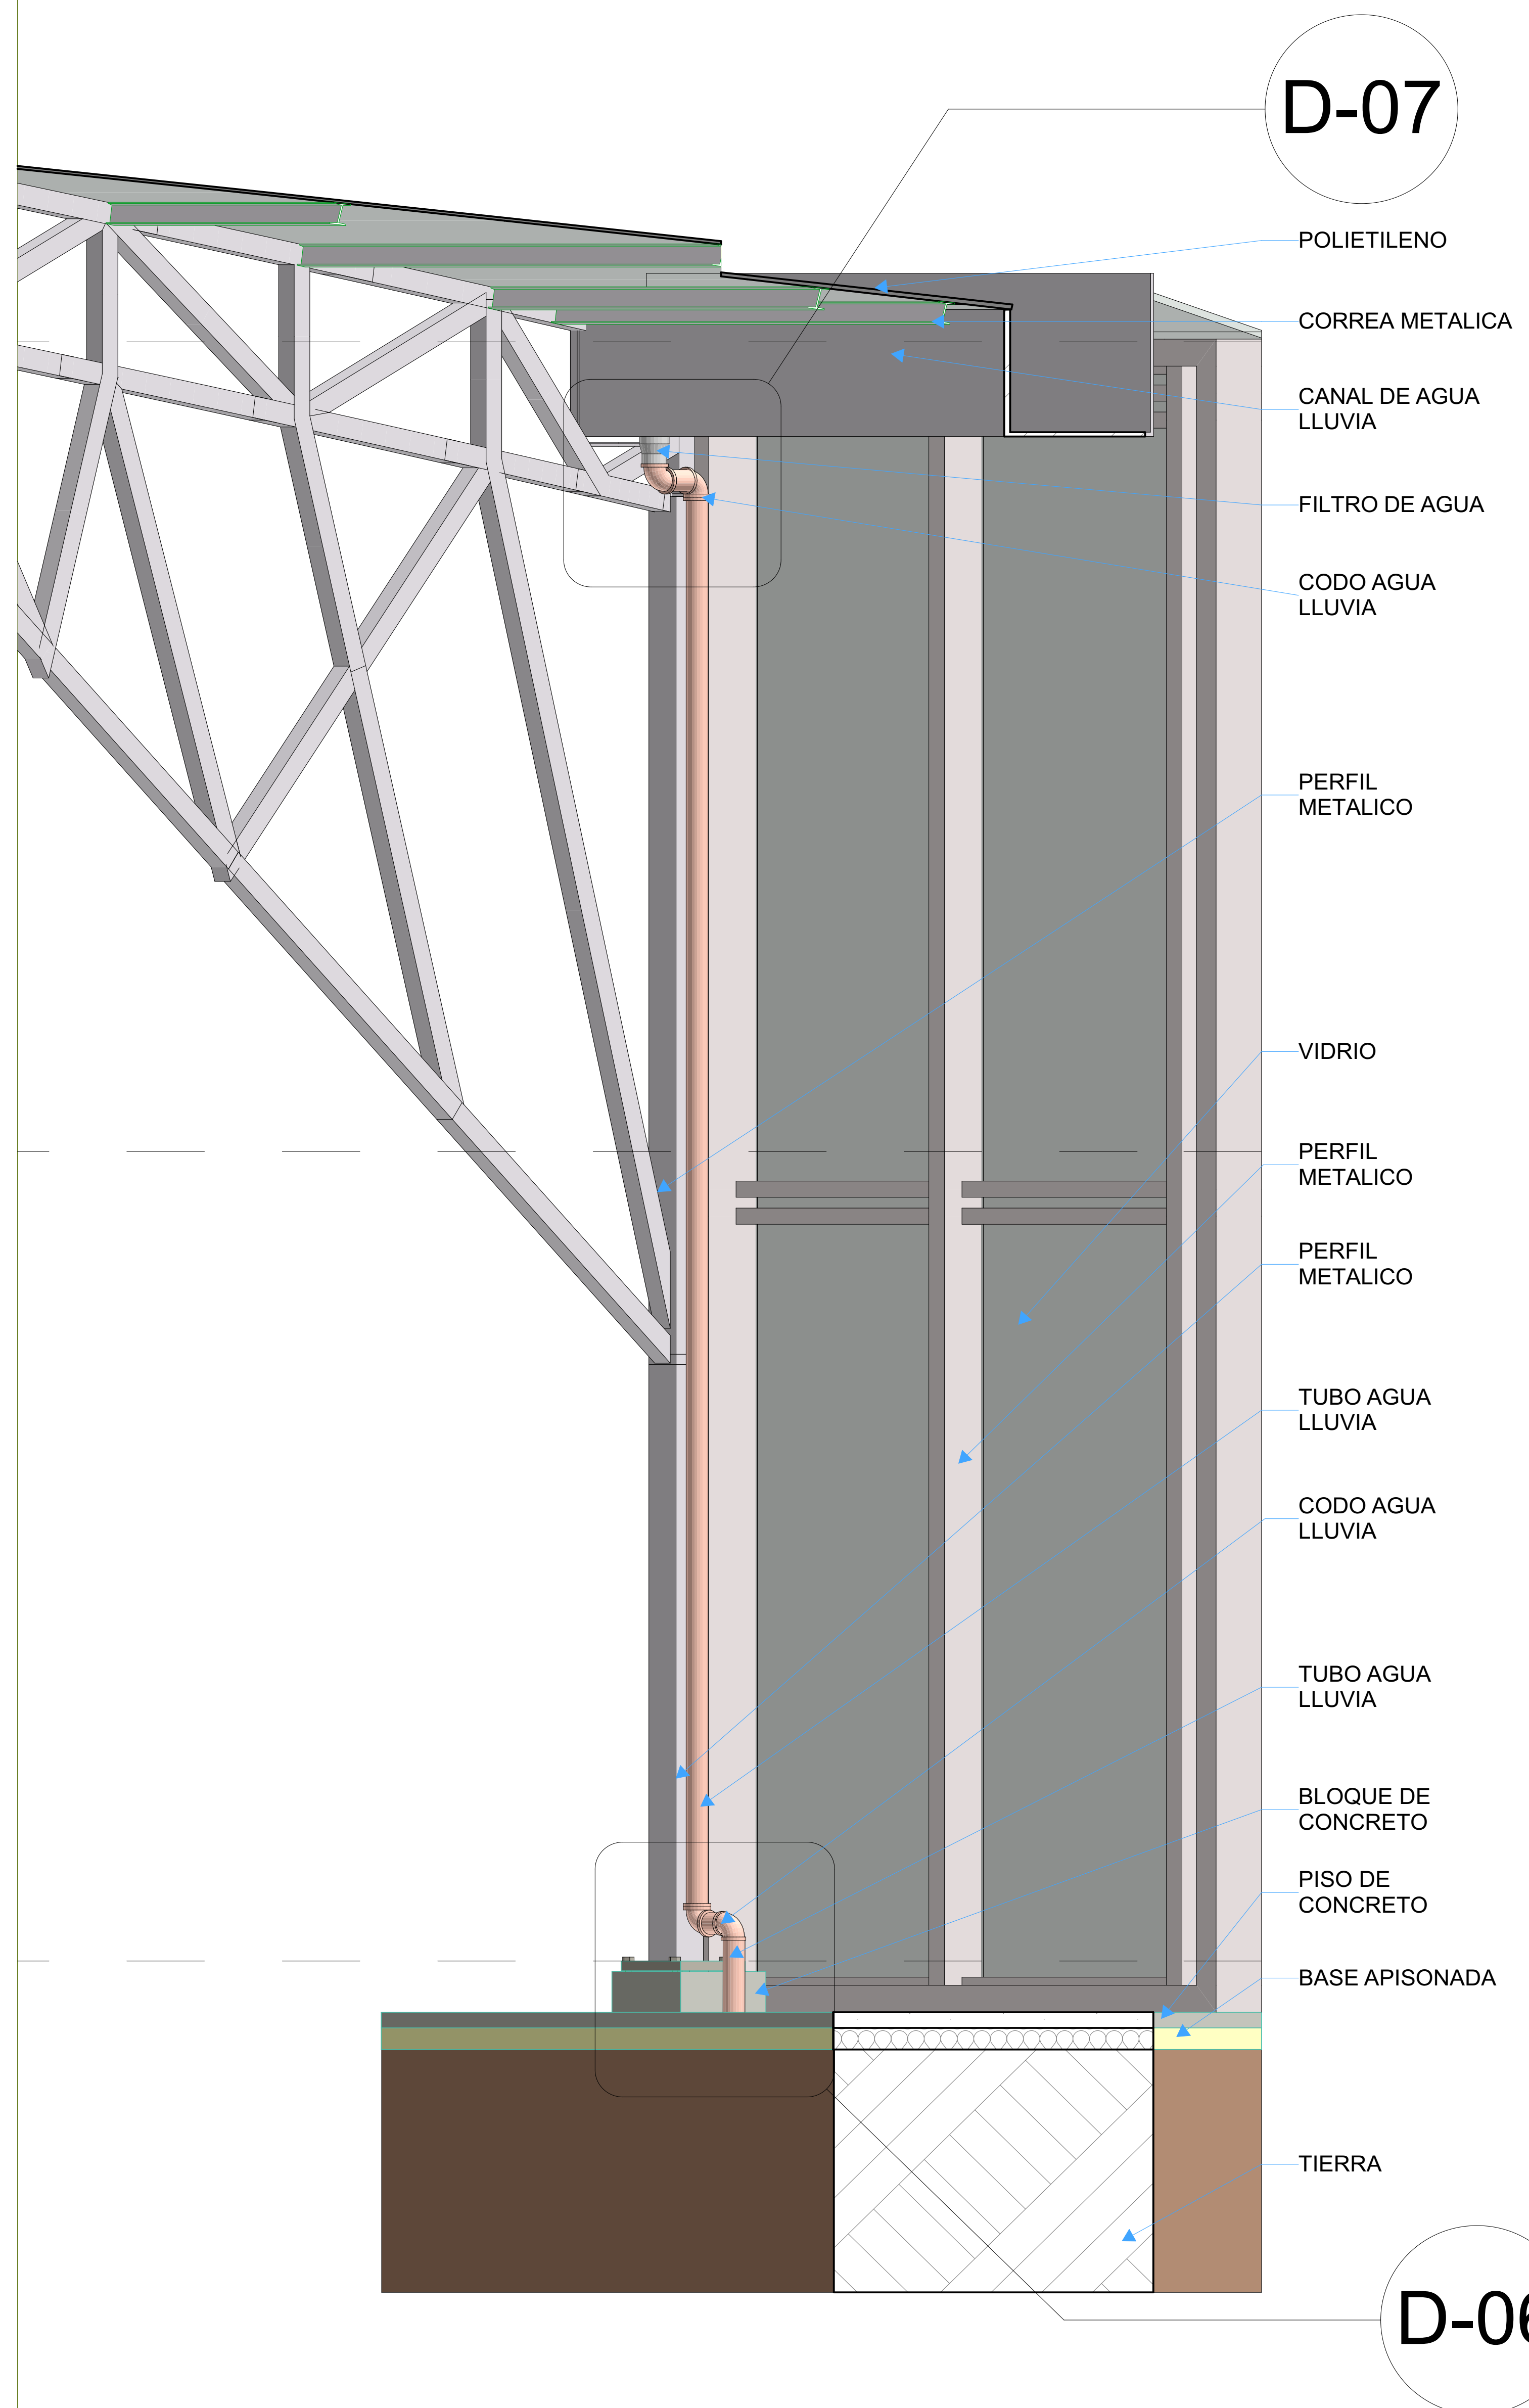 D-07
POLIETILENO
CORREA METALICA
CANAL DE AGUA
LLUVIA
FILTRO DE AGUA
CODO AGUA
LLUVIA
PERFIL
METALICO
VIDRIO
PERFIL
METALICO
PERFIL
METALICO
TUBO AGUA
LLUVIA
CODO AGUA
LLUVIA
TUBO AGUA
LLUVIA
BLOQUE DE
CONCRETO
PISO DE
CONCRETO
BASE APISONADA
TIERRA
D-06